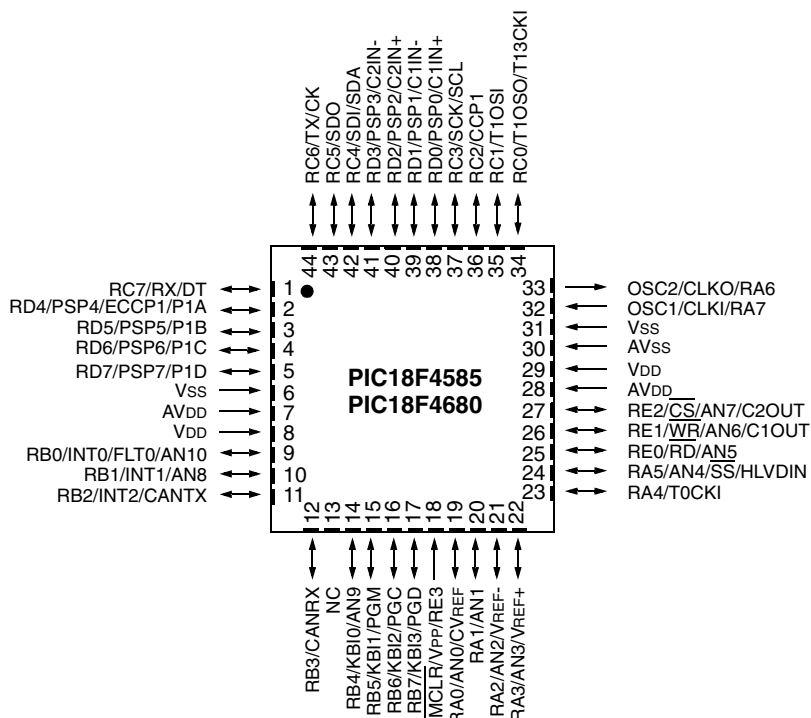 RC6/TX/CK
RC5/SDO
RC4/SDI/SDA
RD3/PSP3/C2IN-
RD2/PSP2/C2IN+
RD1/PSP1/C1IN-
RD0/PSP0/C1IN+
RC3/SCK/SCL
RC2/CCP1
RC1/T1OSI
RC0/T1OSO/T13CKI
44
43
42
41
40
39
38
37
36
35
34
RC7/RX/DT 1
RD4/PSP4/ECCP1/P1A 2
RD5/PSP5/P1B 3
RD6/PSP6/P1C 4
RD7/PSP7/P1D 5
VSS 6
AVDD 7
VDD 8
RB0/INT0/FLT0/AN10 9
RB1/INT1/AN8 10
RB2/INT2/CANTX 11
PIC18F4585
PIC18F4680
33 OSC2/CLKO/RA6
32 OSC1/CLKI/RA7
31 VSS
30 AVSS
29 VDD
28 AVDD
27 RE2/CS/AN7/C2OUT
26 RE1/WR/AN6/C1OUT
25 RE0/RD/AN5
24 RA5/AN4/SS/HLVDIN
23 RA4/T0CKI
12
13
14
15
16
17
18
19
20
21
22
RB3/CANRX
NC
RB4/KBI0/AN9
RB5/KBI1/PGM
RB6/KBI2/PGC
RB7/KBI3/PGD
MCLR/VPP/RE3
RA0/AN0/CVREF
RA1/AN1
RA2/AN2/VREF-
RA3/AN3/VREF+